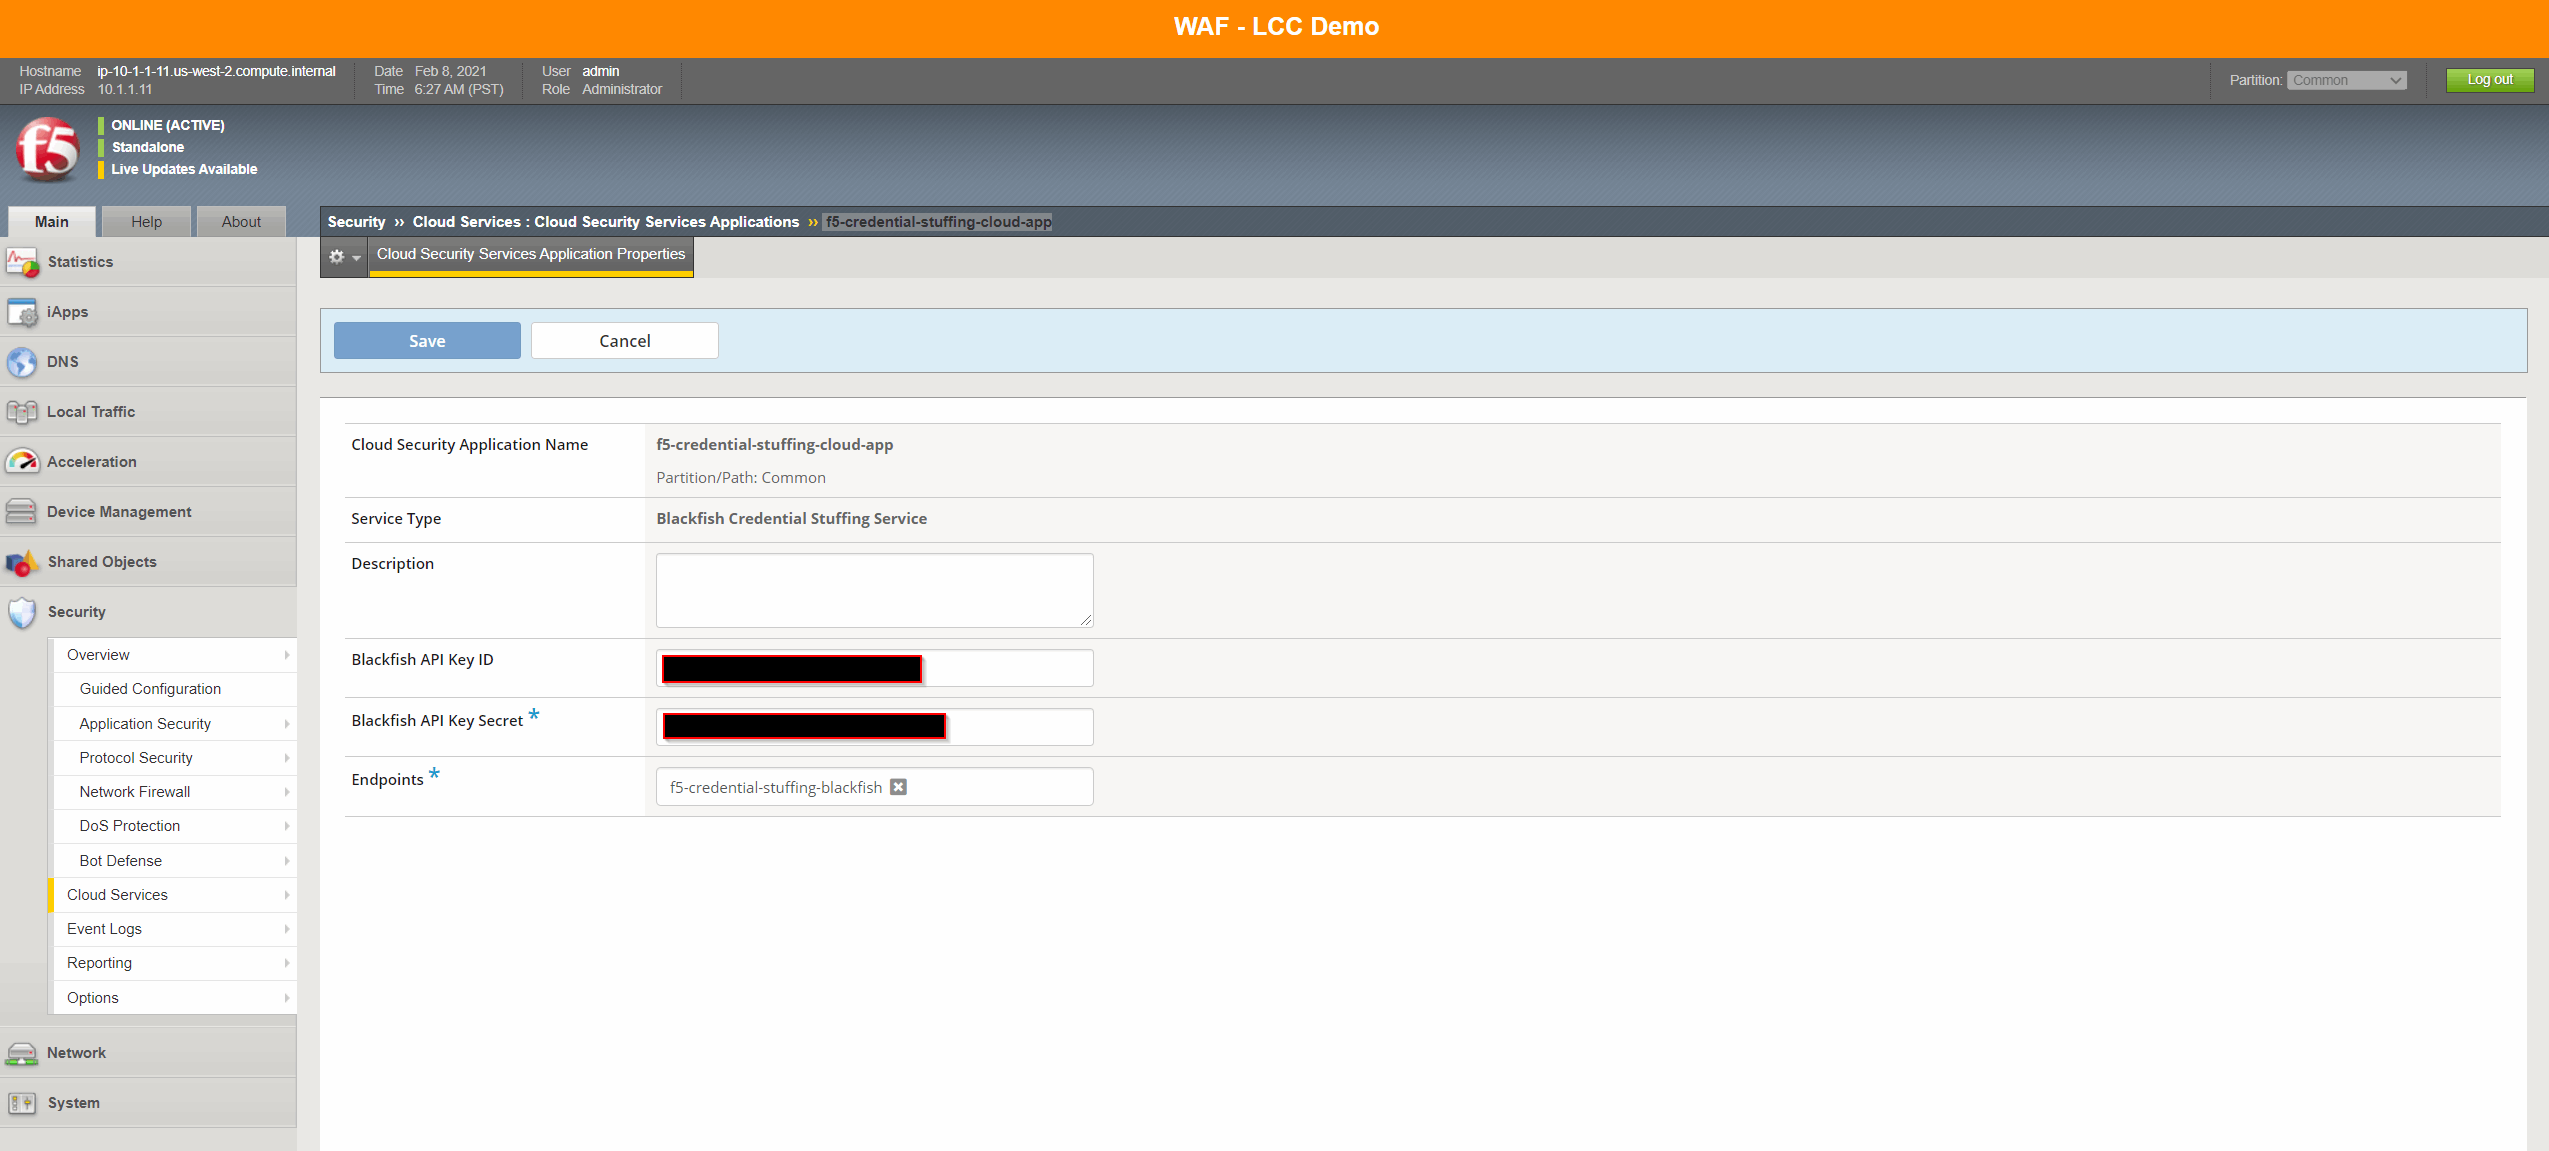 WAF - LCC Demo
Hostname ip-10-1-1-11.us-west-2.compute.internal Date Feb 8, 2021 User admin
IP Address 10.1.1.11 Time 6:27 AM (PST) Role Administrator
Partition: Common Log out
f5
ONLINE (ACTIVE)
Standalone
Live Updates Available
Main Help About
Security ›› Cloud Services : Cloud Security Services Applications ›› f5-credential-stuffing-cloud-app
Cloud Security Services Application Properties
Statistics
iApps
DNS
Local Traffic
Acceleration
Device Management
Shared Objects
Security
Overview
Guided Configuration
Application Security
Protocol Security
Network Firewall
DoS Protection
Bot Defense
Cloud Services
Event Logs
Reporting
Options
Network
System
Save Cancel
Cloud Security Application Name f5-credential-stuffing-cloud-app
Partition/Path: Common
Service Type Blackfish Credential Stuffing Service
Description
Blackfish API Key ID
Blackfish API Key Secret *
Endpoints * f5-credential-stuffing-blackfish